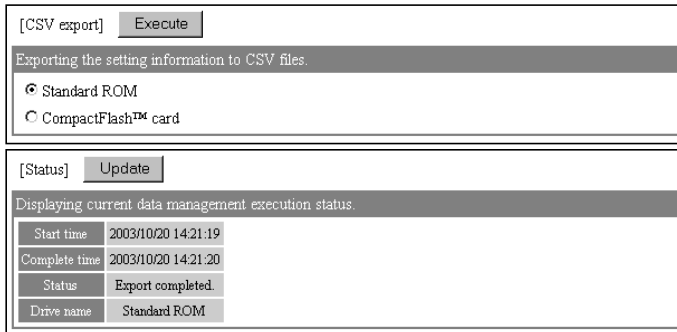 [CSV export] Execute
Exporting the setting information to CSV files.
Standard ROM
CompactFlash™ card
[Status] Update
Displaying current data management execution status.
Start time 2003/10/20 14:21:19
Complete time 2003/10/20 14:21:20
Status Export completed.
Drive name Standard ROM